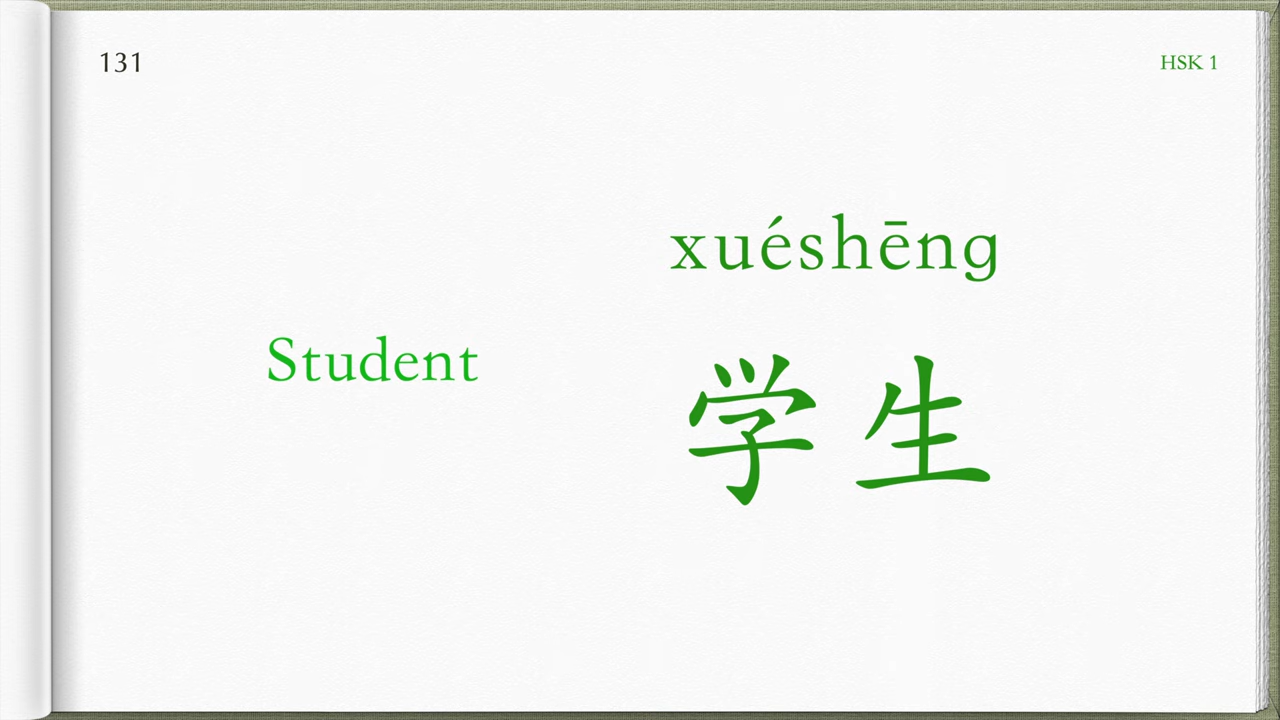 131
HSK 1
Student
xuéshēng
学生